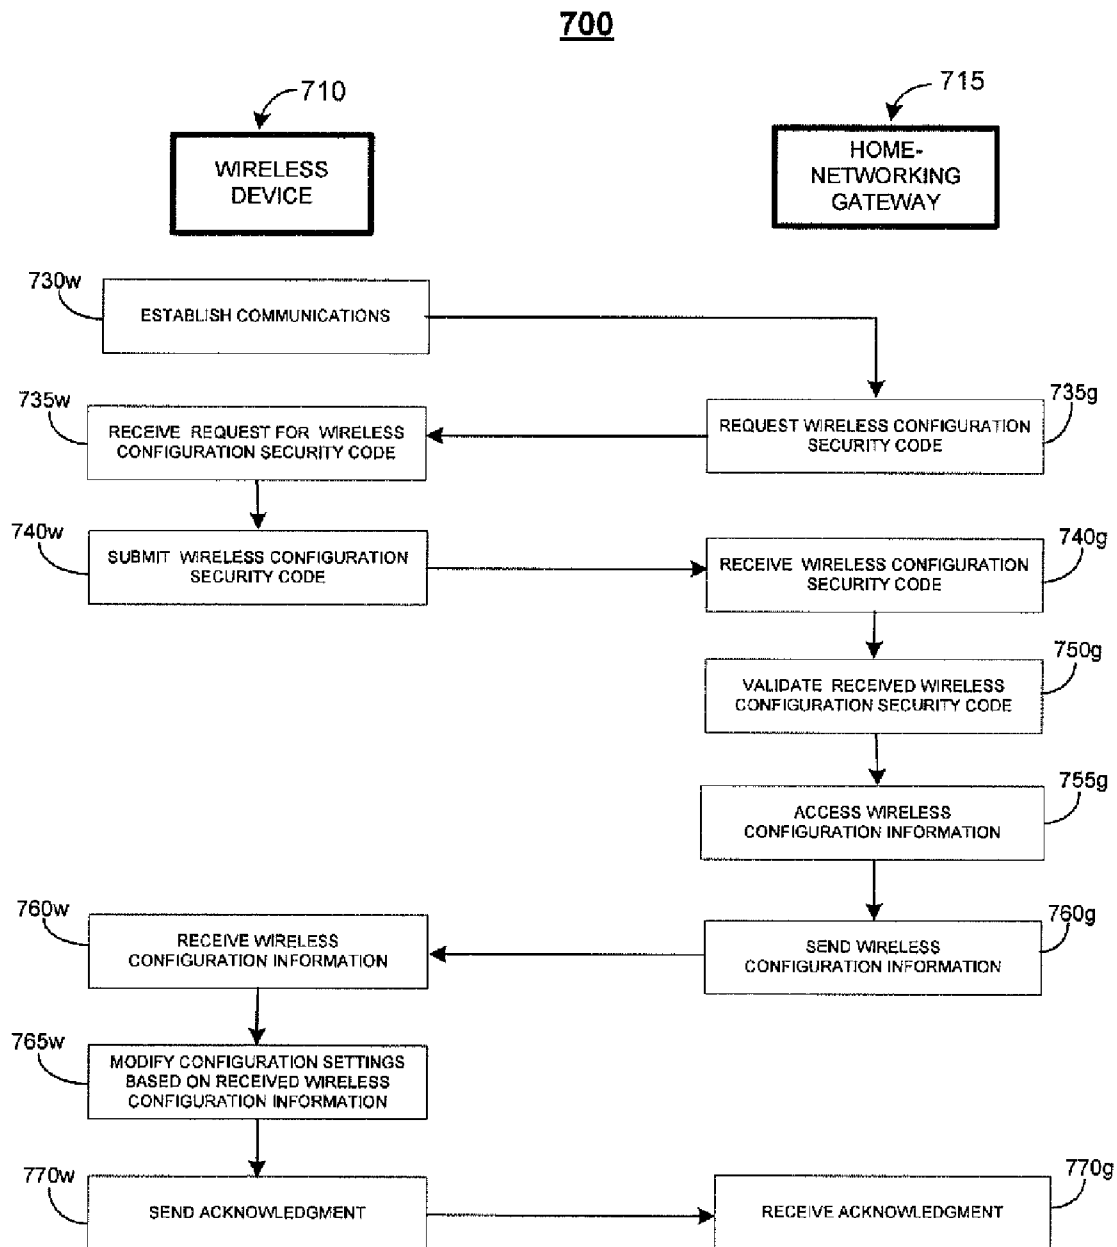 700
710
715
WIRELESS
DEVICE
HOME-
NETWORKING
GATEWAY
730w
ESTABLISH COMMUNICATIONS
735w
RECEIVE REQUEST FOR WIRELESS
CONFIGURATION SECURITY CODE
735g
REQUEST WIRELESS CONFIGURATION
SECURITY CODE
740w
SUBMIT WIRELESS CONFIGURATION
SECURITY CODE
740g
RECEIVE WIRELESS CONFIGURATION
SECURITY CODE
750g
VALIDATE RECEIVED WIRELESS
CONFIGURATION SECURITY CODE
755g
ACCESS WIRELESS
CONFIGURATION INFORMATION
760w
RECEIVE WIRELESS
CONFIGURATION INFORMATION
760g
SEND WIRELESS
CONFIGURATION INFORMATION
765w
MODIFY CONFIGURATION SETTINGS
BASED ON RECEIVED WIRELESS
CONFIGURATION INFORMATION
770w
SEND ACKNOWLEDGMENT
770g
RECEIVE ACKNOWLEDGMENT